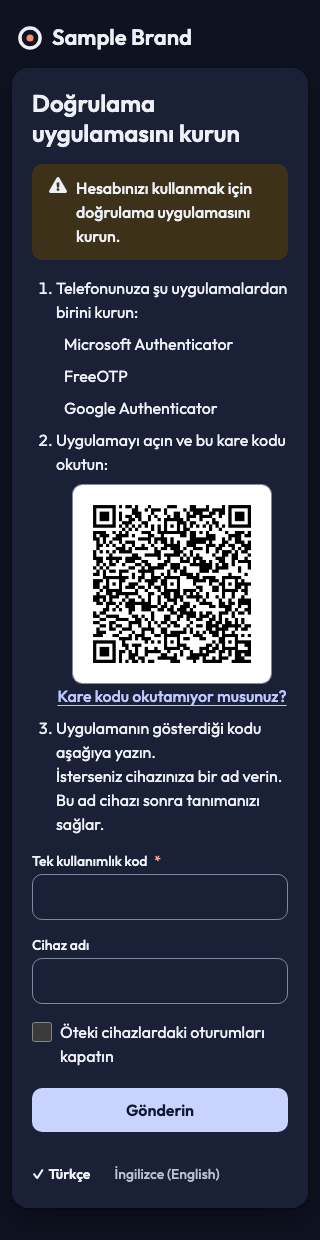 Sample Brand
Doğrulama
uygulamasını kurun
Hesabınızı kullanmak için
doğrulama uygulamasını
kurun.
1. Telefonunuza şu uygulamalardan
birini kurun:
Microsoft Authenticator
FreeOTP
Google Authenticator
2. Uygulamayı açın ve bu kare kodu
okutun:
Kare kodu okutamıyor musunuz?
3. Uygulamanın gösterdiği kodu
aşağıya yazın.
İsterseniz cihazınıza bir ad verin.
Bu ad cihazı sonra tanımanızı
sağlar.
Tek kullanımlık kod *
Cihaz adı
Öteki cihazlardaki oturumları
kapatın
Gönderin
Türkçe İngilizce (English)